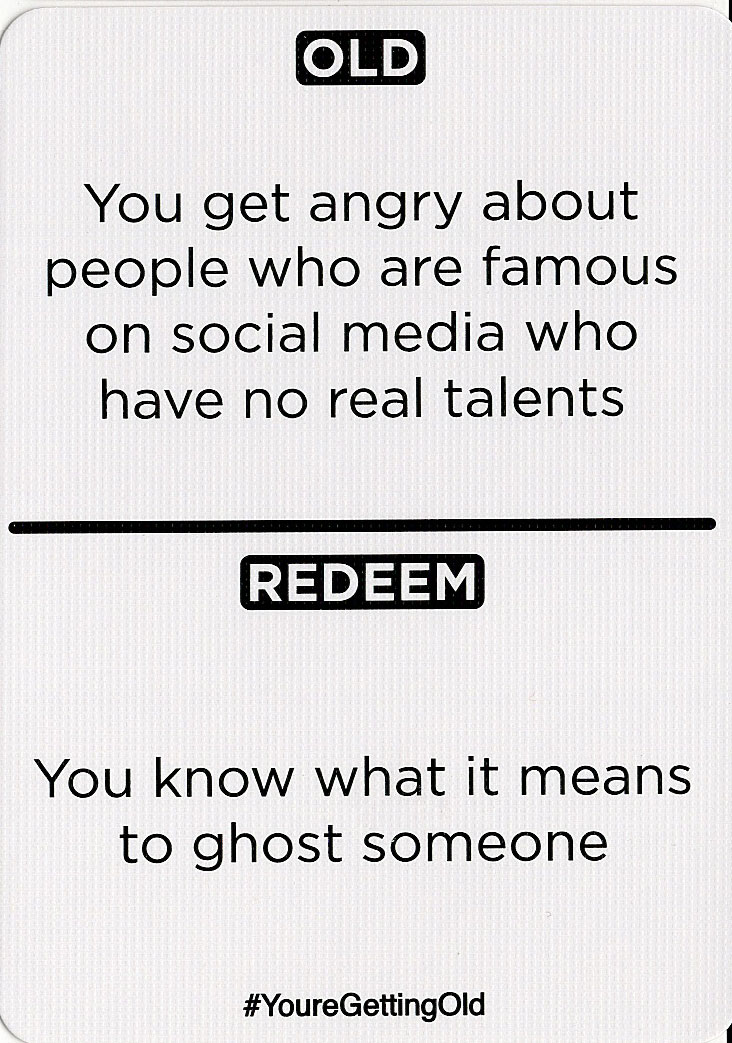 OLD
You get angry about
people who are famous
on social media who
have no real talents
REDEEM
You know what it means
to ghost someone
#YoureGettingOld